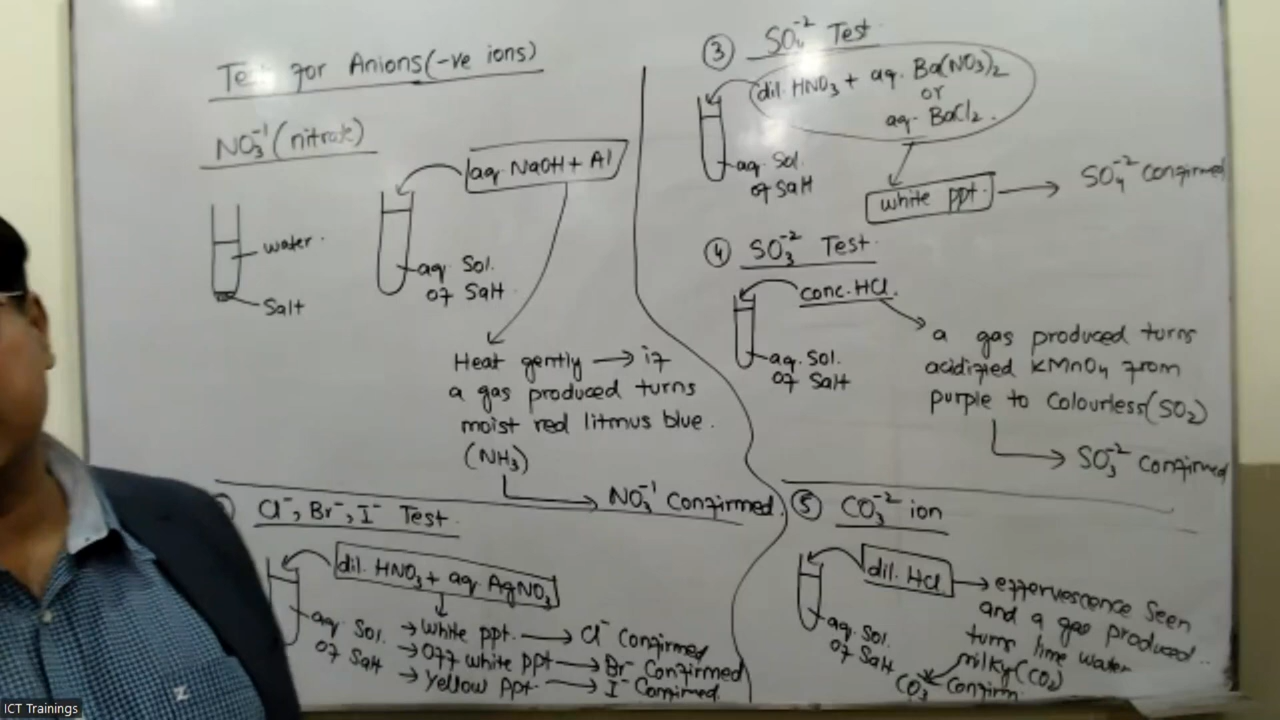 Test for Anions(-ve ions)
NO₃⁻¹(nitrate)
water.
Salt
aq. NaOH + Al
aq. Sol.
of Salt
Heat gently → if
a gas produced turns
moist red litmus blue.
(NH₃)
NO₃⁻¹ Confirmed.
Cl⁻, Br⁻, I⁻ Test.
dil. HNO₃ + aq. AgNO₃
aq. Sol.
of Salt
→ White ppt. → Cl⁻ Confirmed
→ Off white ppt → Br⁻ Confirmed
→ Yellow ppt. → I⁻ Confirmed
③ SO₄⁻² Test
dil. HNO₃ + aq. Ba(NO₃)₂
or
aq. BaCl₂.
aq. Sol.
of Salt
white ppt. → SO₄⁻² confirmed
④ SO₃⁻² Test.
conc. HCl.
aq. Sol.
of Salt
a gas produced turns
acidified KMnO₄ from
purple to Colourless(SO₂)
SO₃⁻² confirmed
⑤ CO₃⁻² ion
dil. HCl → effervescence Seen
and a gas produced..
turns lime water
milky(CO₂)
aq. Sol.
of Salt
CO₃ Confirm.
Z
ICT Trainings